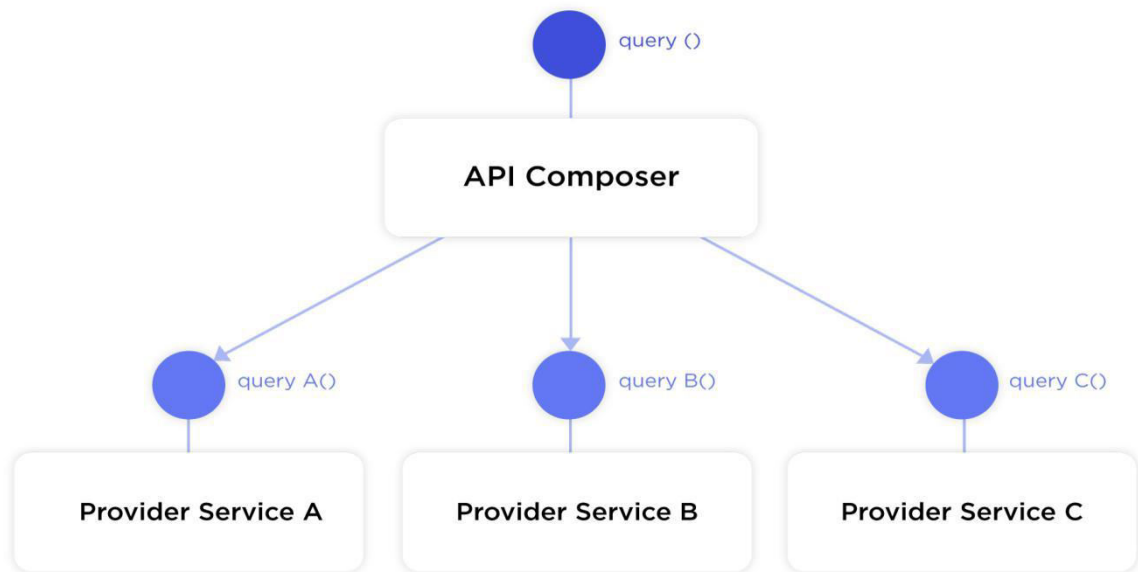 query ()
API Composer
query A()
query B()
query C()
Provider Service A
Provider Service B
Provider Service C